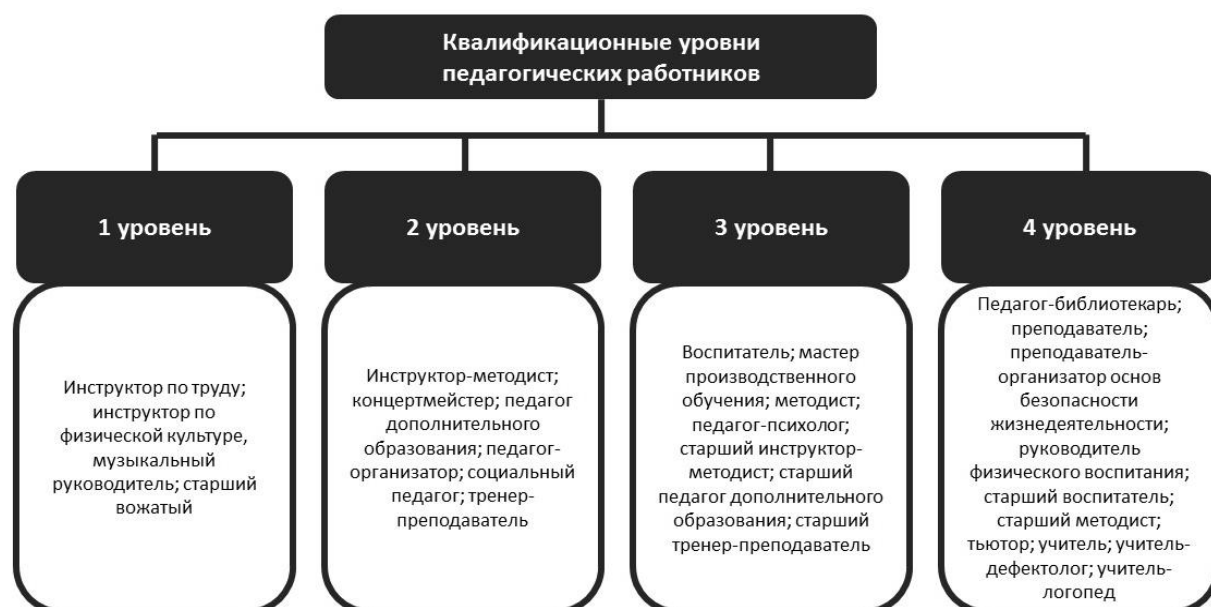 Квалификационные уровни
педагогических работников
1 уровень
2 уровень
3 уровень
4 уровень
Инструктор по труду;
инструктор по
физической культуре,
музыкальный
руководитель; старший
вожатый
Инструктор-методист;
концертмейстер; педагог
дополнительного
образования; педагог-
организатор; социальный
педагог; тренер-
преподаватель
Воспитатель; мастер
производственного
обучения; методист;
педагог-психолог;
старший инструктор-
методист; старший
педагог дополнительного
образования; старший
тренер-преподаватель
Педагог-библиотекарь;
преподаватель;
преподаватель-
организатор основ
безопасности
жизнедеятельности;
руководитель
физического воспитания;
старший воспитатель;
старший методист;
тьютор; учитель; учитель-
дефектолог; учитель-
логопед